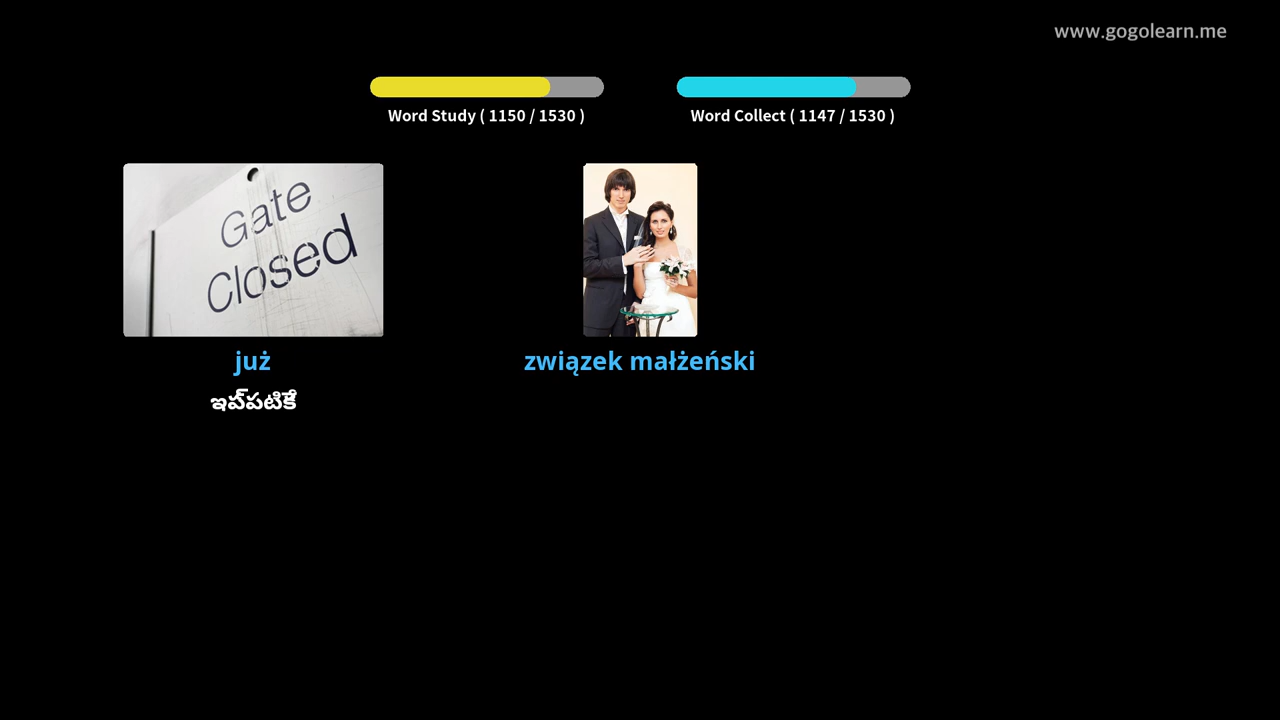 www.gogolearn.me
Word Study ( 1150 / 1530 )
Word Collect ( 1147 / 1530 )
Gate
Closed
już
związek małżeński
ఇప్పటికే